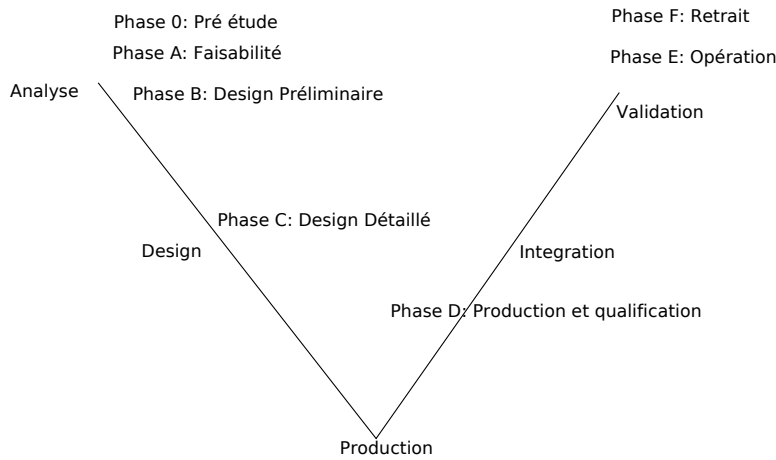 Phase 0: Pré étude
Phase A: Faisabilité
Analyse
Phase B: Design Préliminaire
Phase F: Retrait
Phase E: Opération
Validation
Phase C: Design Détaillé
Design
Integration
Phase D: Production et qualification
Production